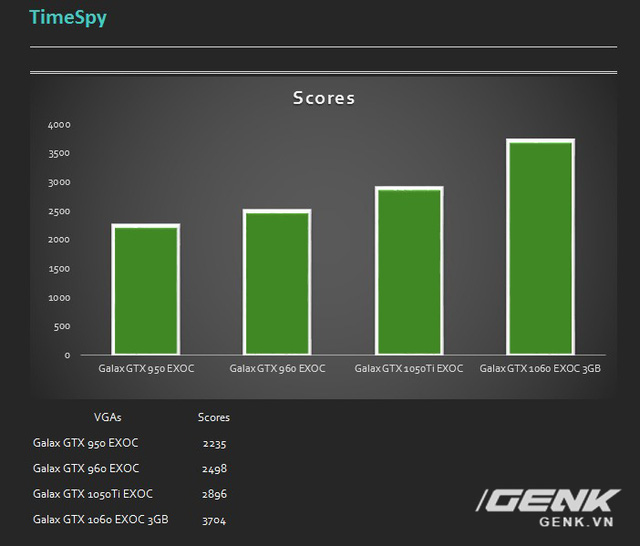 TimeSpy
Scores
4000
3500
3000
2500
2000
1500
1000
500
0
Galax GTX 950 EXOC Galax GTX 960 EXOC Galax GTX 1050Ti EXOC Galax GTX 1060 EXOC 3GB
VGAs Scores
Galax GTX 950 EXOC 2235
Galax GTX 960 EXOC 2498
Galax GTX 1050Ti EXOC 2896
Galax GTX 1060 EXOC 3GB 3704
GENK
GENK.VN